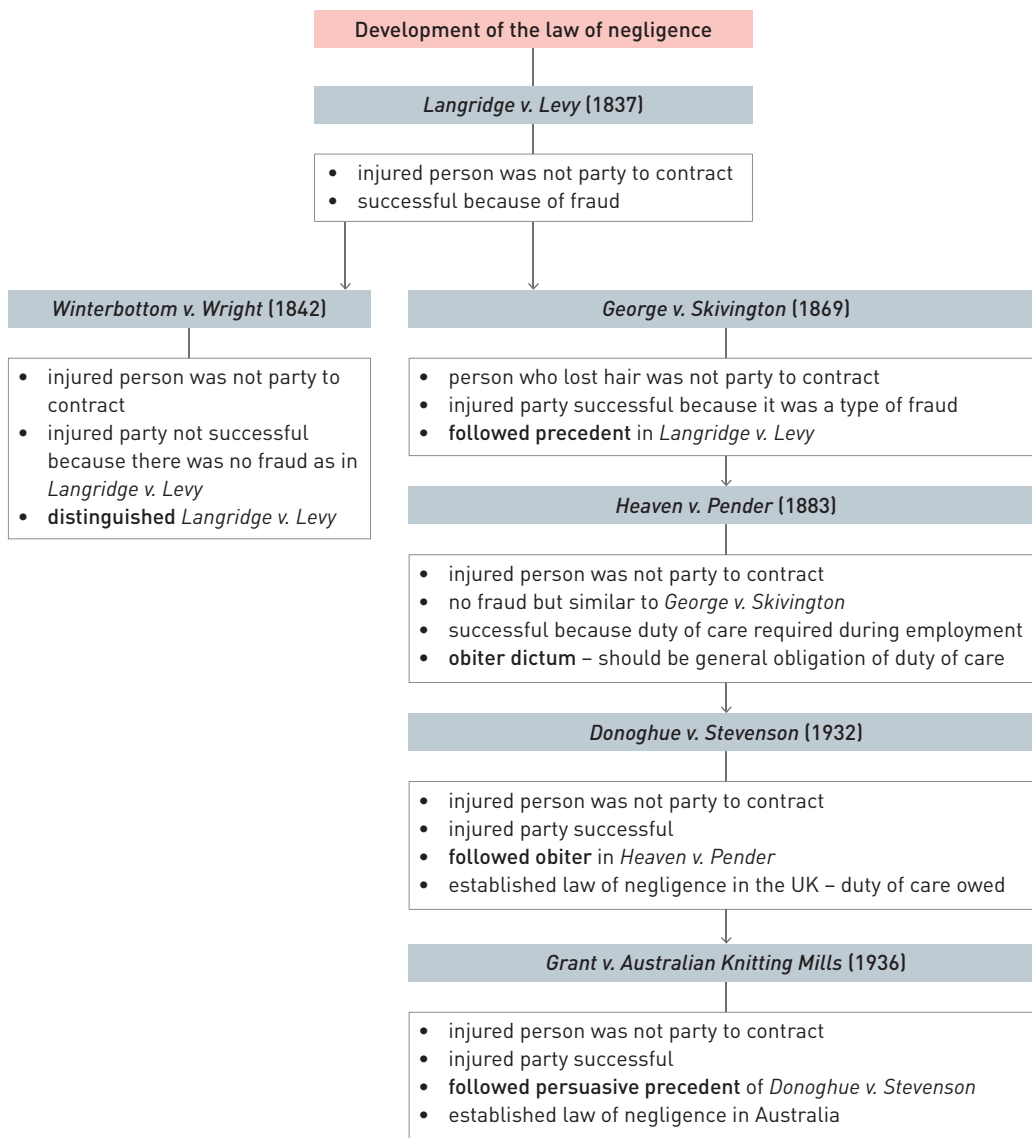 Development of the law of negligence
Langridge v. Levy (1837)
• injured person was not party to contract
• successful because of fraud
Winterbottom v. Wright (1842)
• injured person was not party to
contract
• injured party not successful
because there was no fraud as in
Langridge v. Levy
• distinguished Langridge v. Levy
George v. Skivington (1869)
• person who lost hair was not party to contract
• injured party successful because it was a type of fraud
• followed precedent in Langridge v. Levy
Heaven v. Pender (1883)
• injured person was not party to contract
• no fraud but similar to George v. Skivington
• successful because duty of care required during employment
• obiter dictum – should be general obligation of duty of care
Donoghue v. Stevenson (1932)
• injured person was not party to contract
• injured party successful
• followed obiter in Heaven v. Pender
• established law of negligence in the UK – duty of care owed
Grant v. Australian Knitting Mills (1936)
• injured person was not party to contract
• injured party successful
• followed persuasive precedent of Donoghue v. Stevenson
• established law of negligence in Australia